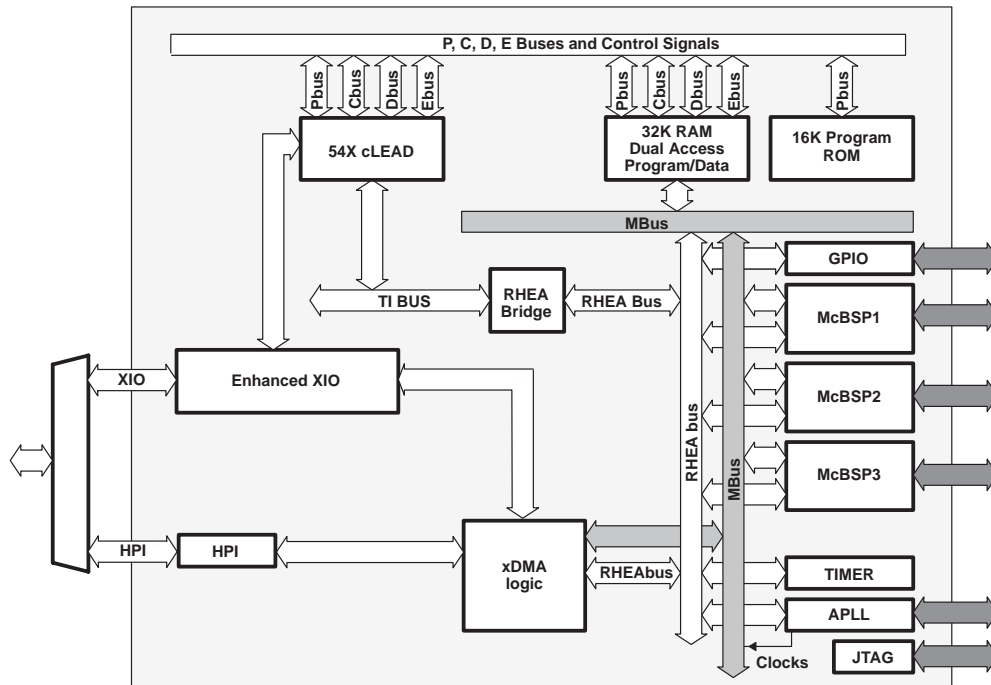 P, C, D, E Buses and Control Signals
Pbus
Cbus
Dbus
Ebus
Pbus
Cbus
Dbus
Ebus
Pbus
54X cLEAD
32K RAM
Dual Access
Program/Data
16K Program
ROM
MBus
GPIO
TI BUS
RHEA
Bridge
RHEA Bus
McBSP1
XIO
Enhanced XIO
McBSP2
RHEA bus
MBus
McBSP3
HPI
HPI
xDMA
logic
RHEAbus
TIMER
APLL
Clocks
JTAG